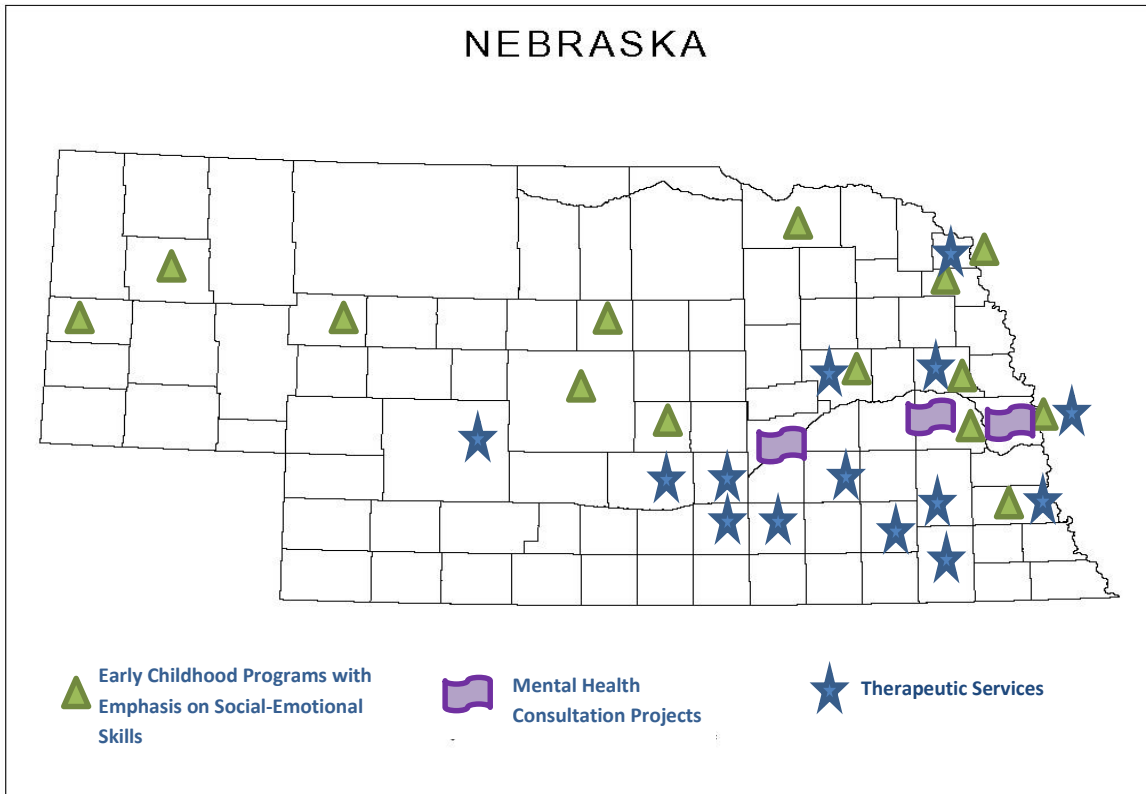 NEBRASKA
Early Childhood Programs with
Emphasis on Social-Emotional
Skills
Mental Health
Consultation Projects
Therapeutic Services